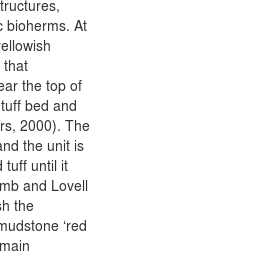 tructures,
c bioherms. At
ellowish
that
ear the top of
tuff bed and
rs, 2000). The
and the unit is
tuff until it
mb and Lovell
sh the
mudstone ‘red
main